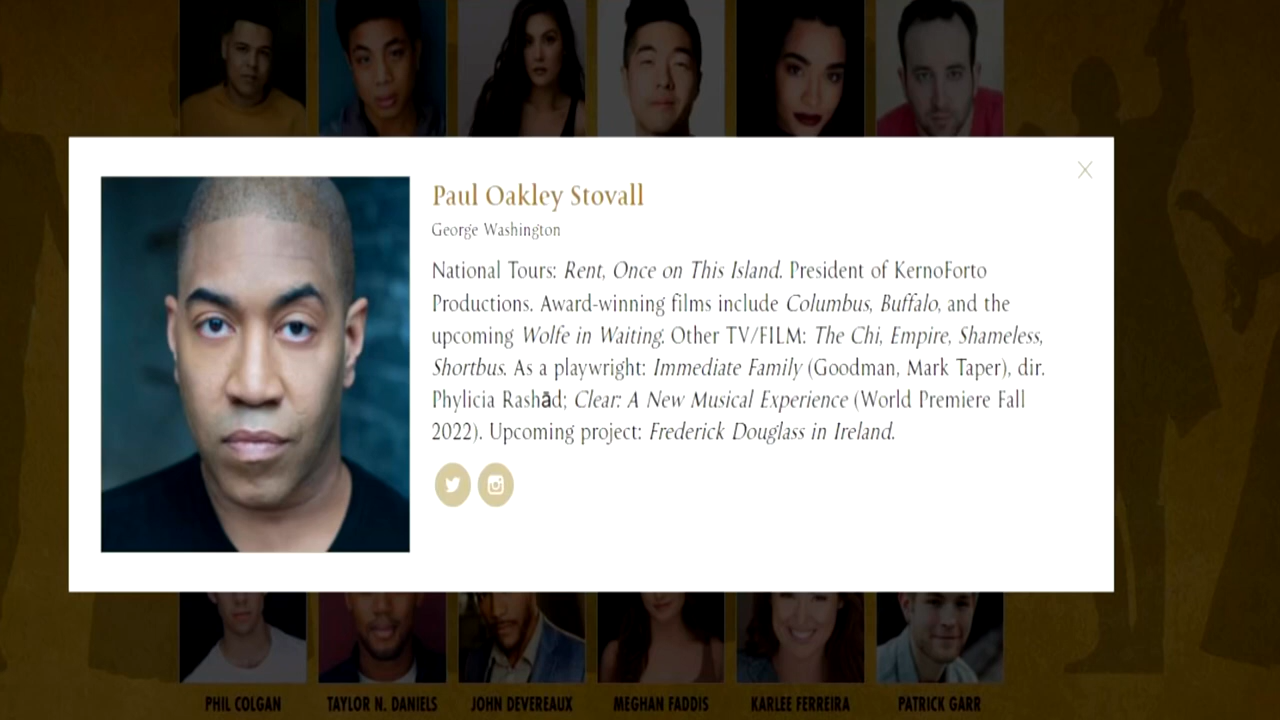 Paul Oakley Stovall
George Washington
National Tours: Rent, Once on This Island. President of KernoForto
Productions. Award-winning films include Columbus, Buffalo, and the
upcoming Wolfe in Waiting. Other TV/FILM: The Chi, Empire, Shameless,
Shortbus. As a playwright: Immediate Family (Goodman, Mark Taper), dir.
Phylicia Rashād; Clear: A New Musical Experience (World Premiere Fall
2022). Upcoming project: Frederick Douglass in Ireland.
PHIL COLGAN
TAYLOR N. DANIELS
JOHN DEVEREAUX
MEGHAN FADDIS
KARLEE FERREIRA
PATRICK GARR